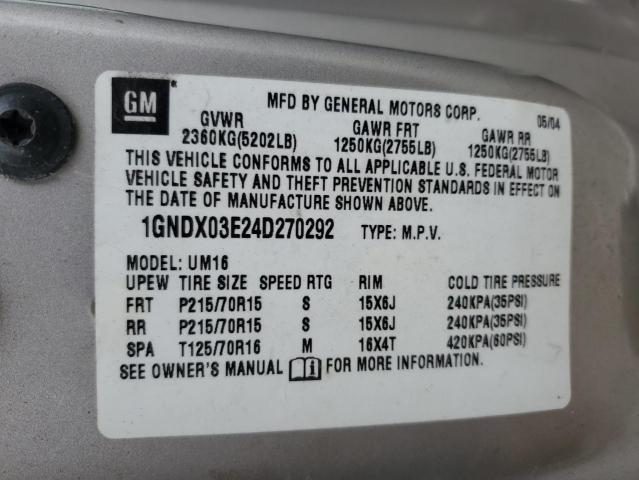 GM
MFD BY GENERAL MOTORS CORP. 05/04
GVWR GAWR FRT GAWR RR
2360KG(5202LB) 1250KG(2755LB) 1250KG(2755LB)
THIS VEHICLE CONFORMS TO ALL APPLICABLE U.S. FEDERAL MOTOR
VEHICLE SAFETY AND THEFT PREVENTION STANDARDS IN EFFECT ON
THE DATE OF MANUFACTURE SHOWN ABOVE.
1GNDX03E24D270292 TYPE: M.P.V.
MODEL: UM16
UPEW TIRE SIZE SPEED RTG RIM COLD TIRE PRESSURE
FRT P215/70R15 S 15X6J 240KPA(35PSI)
RR P215/70R15 S 15X6J 240KPA(35PSI)
SPA T125/70R16 M 16X4T 420KPA(60PSI)
SEE OWNER'S MANUAL i FOR MORE INFORMATION.